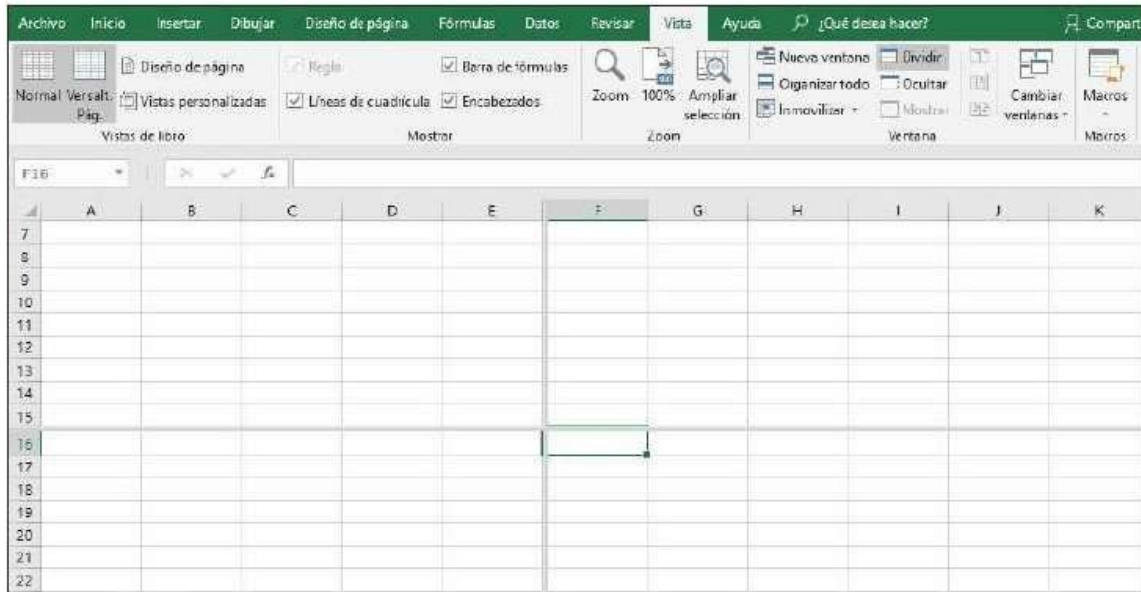 Archivo Inicio Insertar Dibujar Diseño de página Fórmulas Datos Revisar Vista Ayuda ¿Qué desea hacer? Compart
Normal
Versalt.
Pág.
Diseño de página
Vistas personalizadas
Vistas de libro
Regla
Barra de fórmulas
Líneas de cuadrícula
Encabezados
Mostrar
Zoom
100%
Ampliar
selección
Zoom
Nueva ventana
Organizar todo
Inmovilizar
Dividir
Ocultar
Mostrar
Ventana
Cambiar
ventanas
Macros
Macros
F16
fx
A B C D E F G H I J K
7
8
9
10
11
12
13
14
15
16
17
18
19
20
21
22